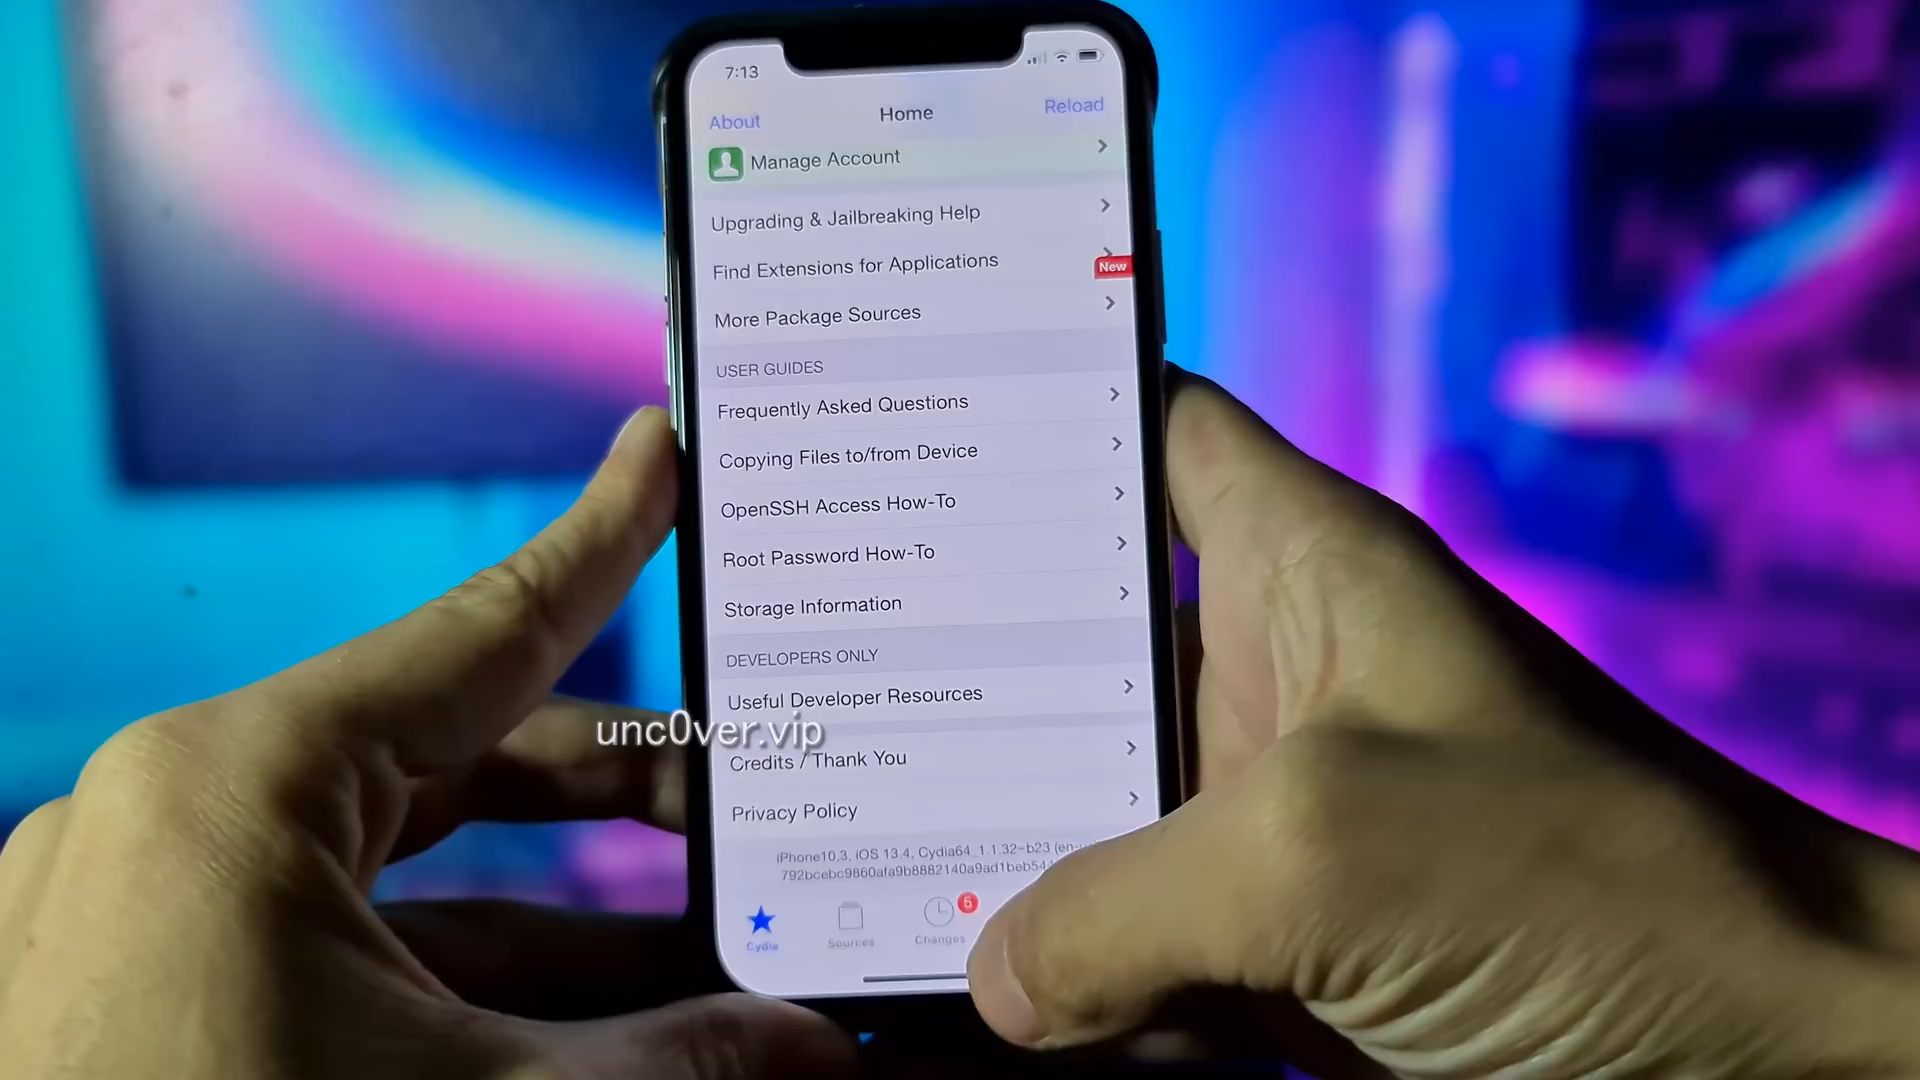 7:13
About Home Reload
Manage Account
Upgrading & Jailbreaking Help
Find Extensions for Applications
New
More Package Sources
USER GUIDES
Frequently Asked Questions
Copying Files to/from Device
OpenSSH Access How-To
Root Password How-To
Storage Information
DEVELOPERS ONLY
Useful Developer Resources
unc0ver.vip
Credits / Thank You
Privacy Policy
iPhone10,3, iOS 13.4, Cydia64_1.1.32~b23
792bcebc9860afa9b8882140a9ad1beb544
5
Cydia Sources Changes